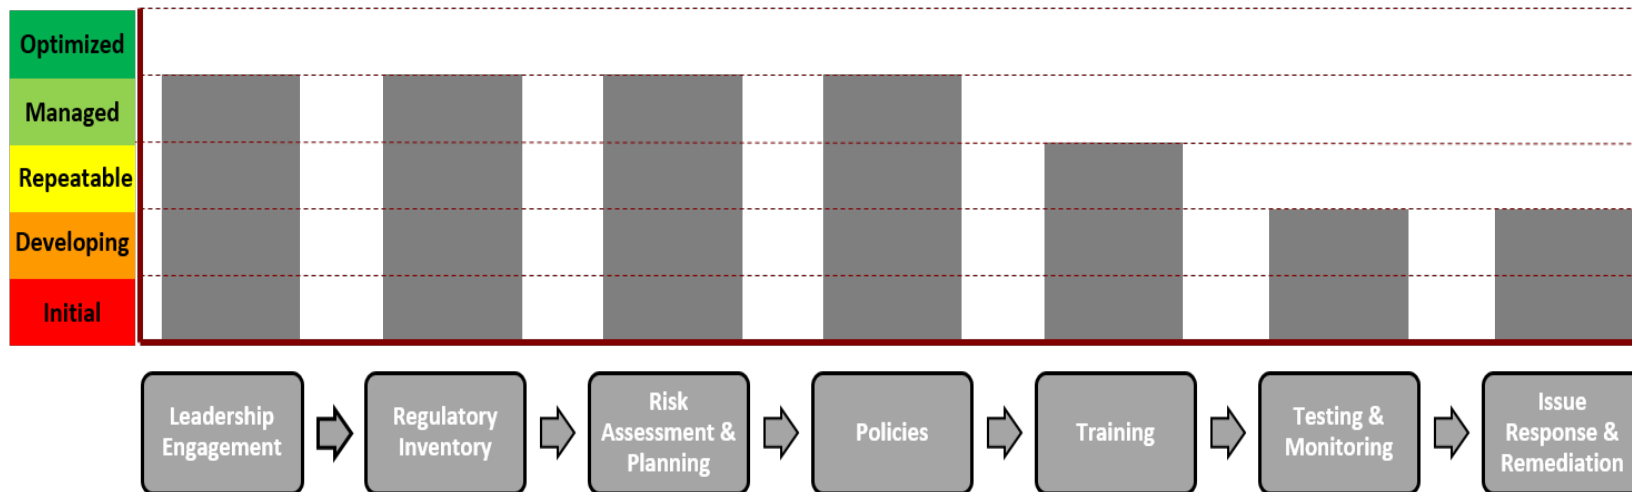 Optimized
Managed
Repeatable
Developing
Initial
Leadership
Engagement
Regulatory
Inventory
Risk
Assessment &
Planning
Policies
Training
Testing &
Monitoring
Issue
Response &
Remediation